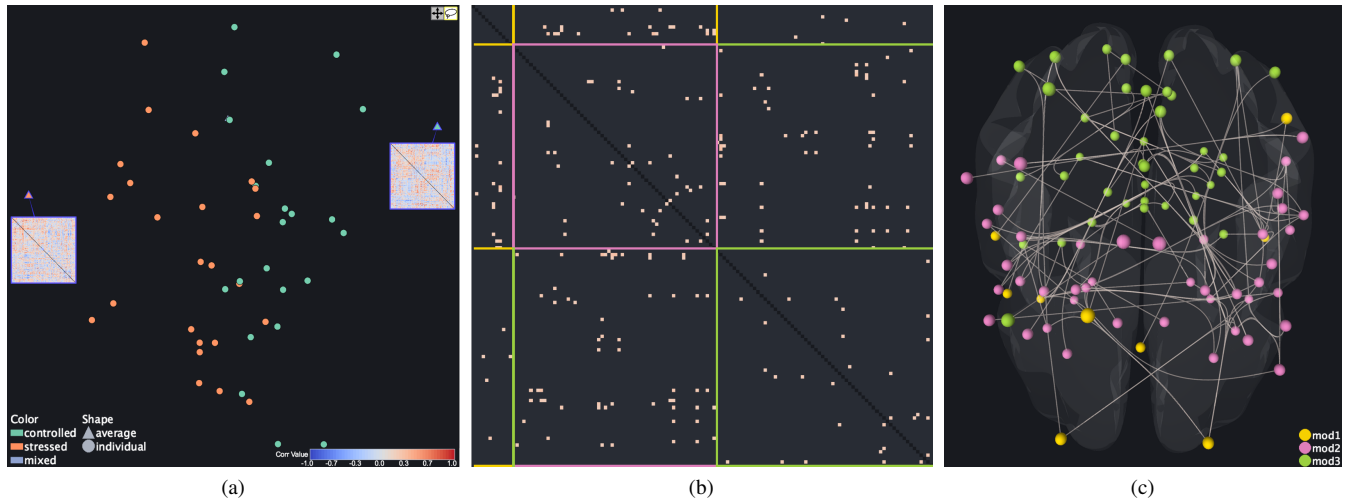 Color
controlled
stressed
mixed
Shape
average
individual
Corr Value
-1.0 -0.7 -0.3 0.0 0.3 0.7 1.0
mod1
mod2
mod3
(a)
(b)
(c)